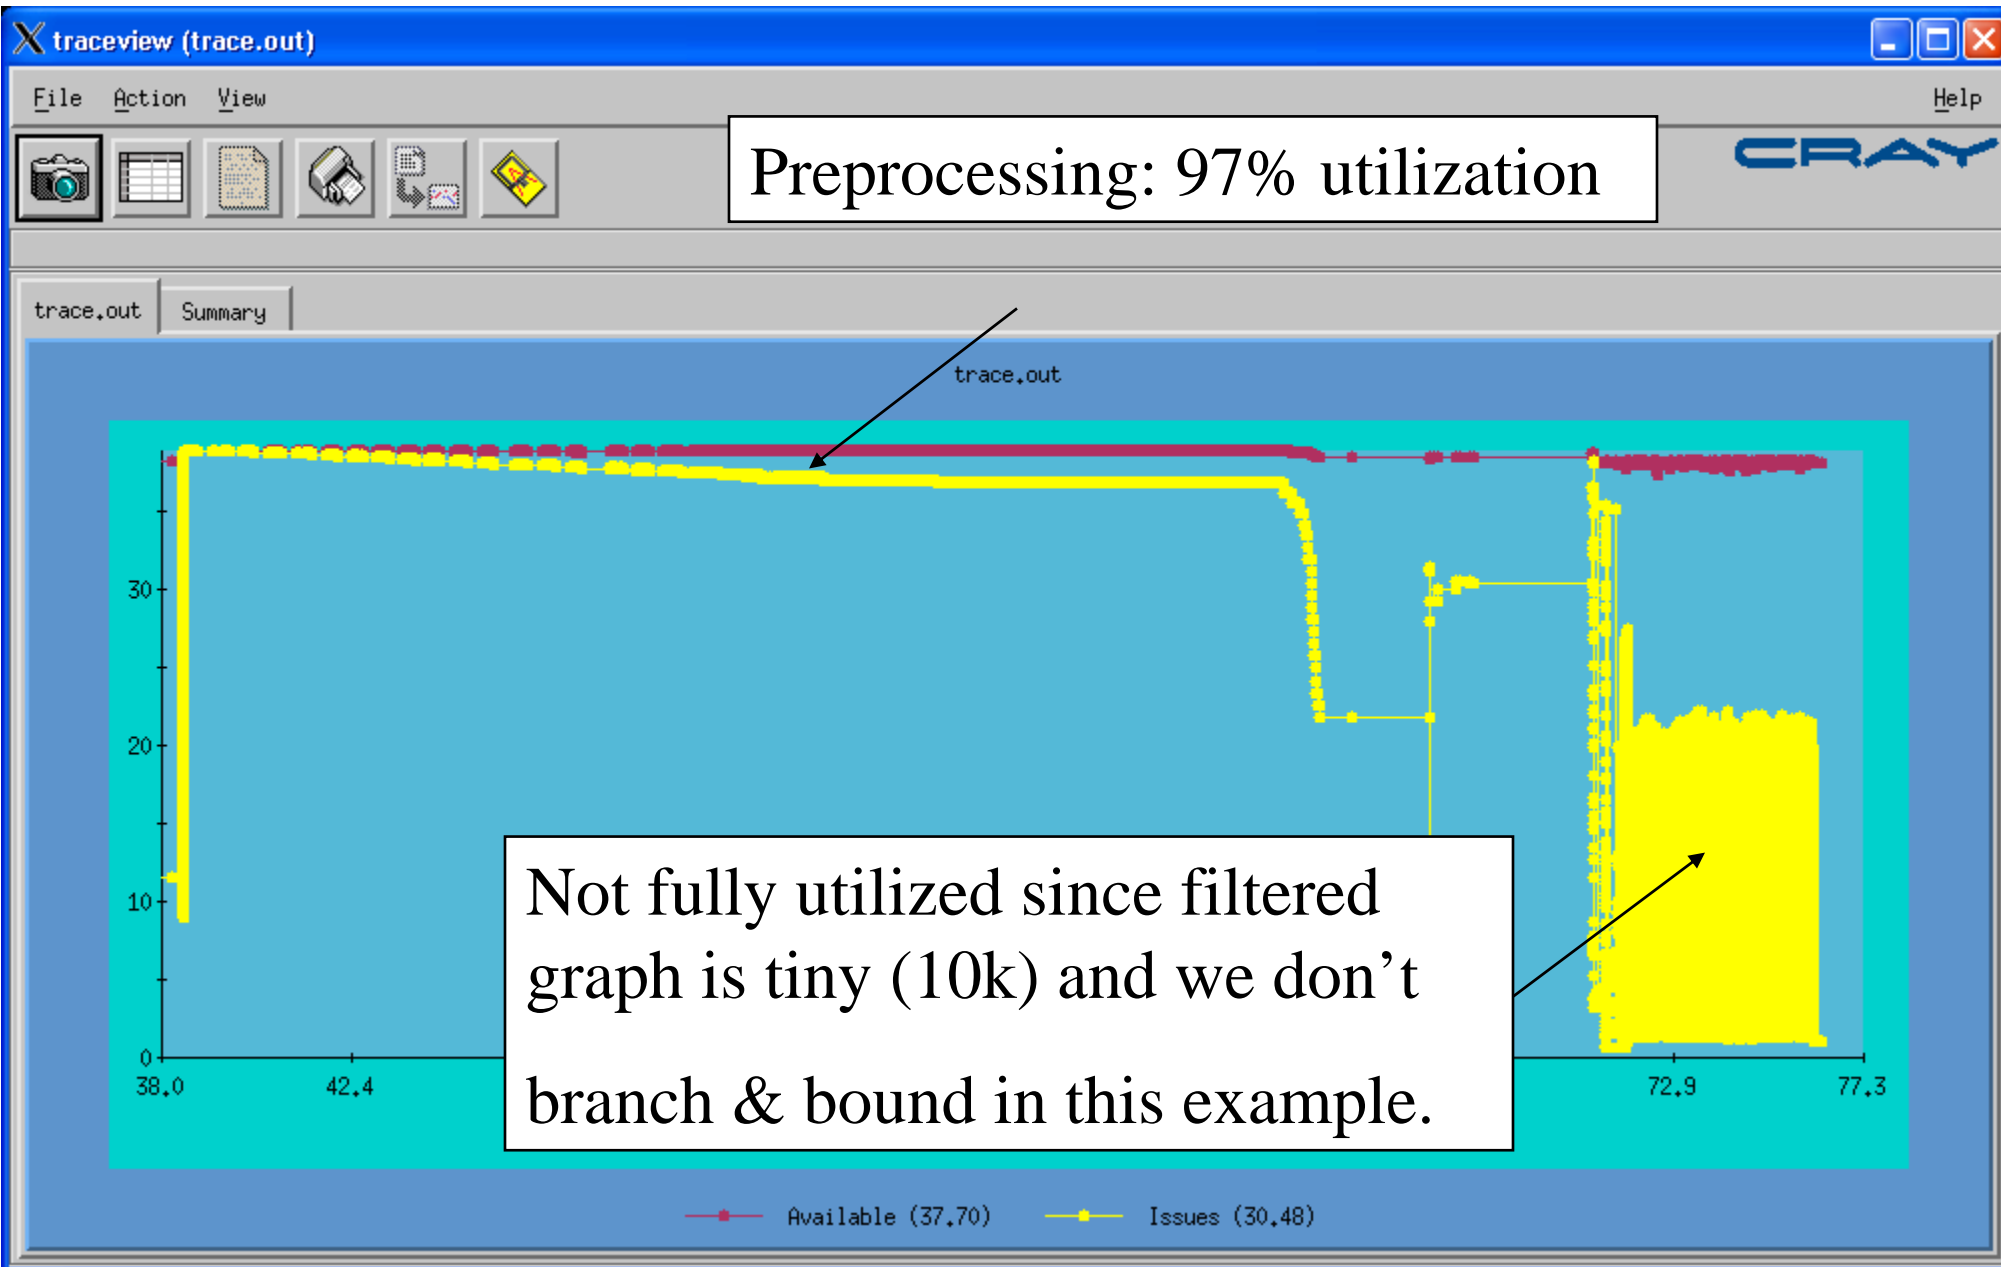 traceview (trace.out)
File Action View Help
Preprocessing: 97% utilization
CRAY
trace.out Summary
trace.out
30
20
10
0
38.0 42.4 72.9 77.3
Not fully utilized since filtered
graph is tiny (10k) and we don’t
branch & bound in this example.
Available (37.70) Issues (30.48)